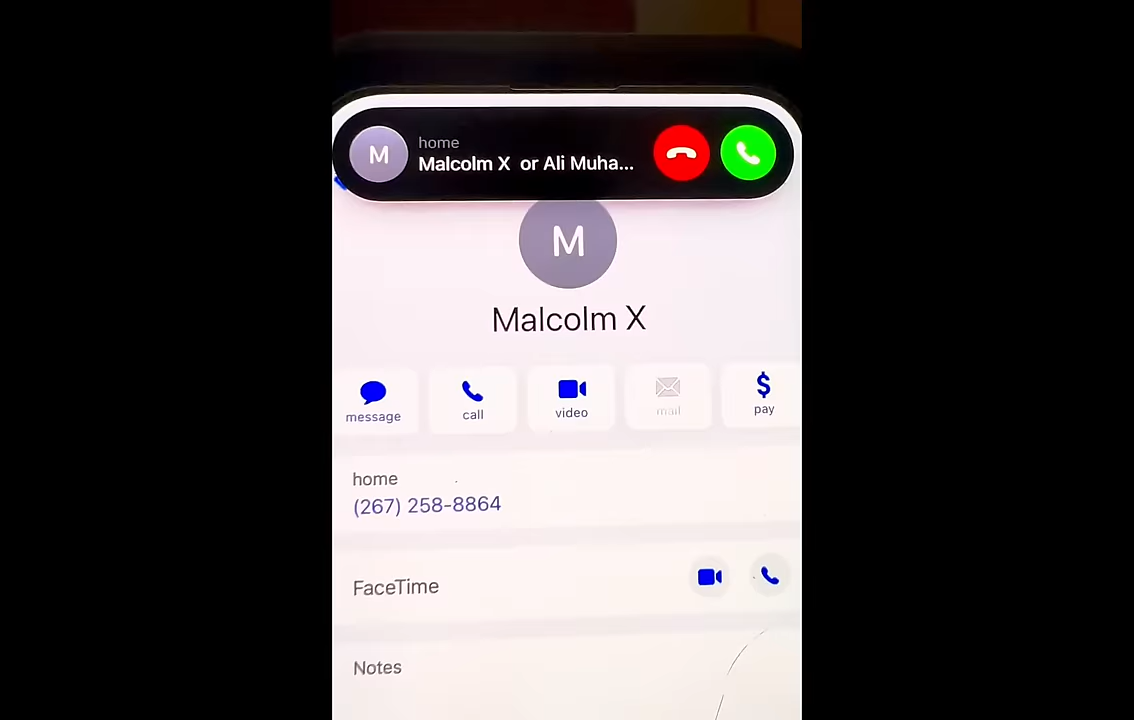 home
M
Malcolm X or Ali Muha...
M
Malcolm X
message
call
video
mail
$
pay
home
(267) 258-8864
FaceTime
Notes